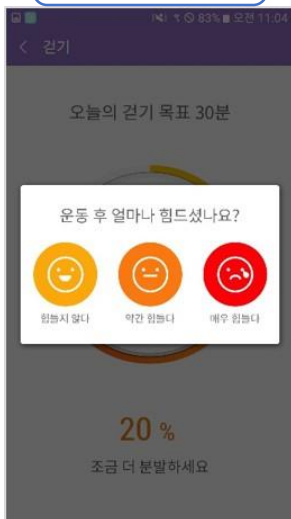 83% 오전 11:04
< 걷기
오늘의 걷기 목표 30분
운동 후 얼마나 힘드셨나요?
힘들지 않다 약간 힘들다 매우 힘들다
20 %
조금 더 분발하세요